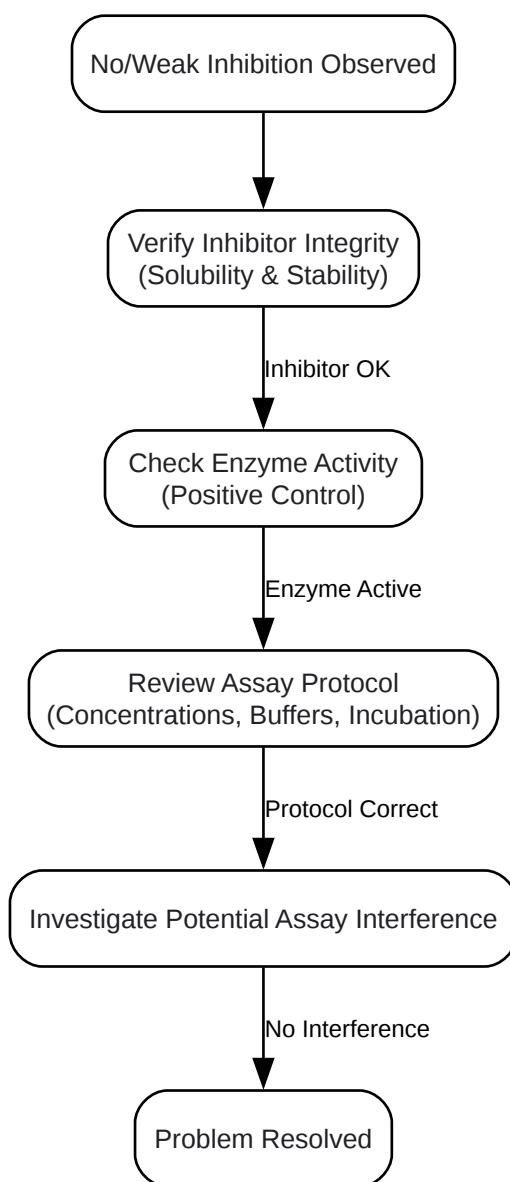 No/Weak Inhibition Observed
Verify Inhibitor Integrity
(Solubility & Stability)
Inhibitor OK
Check Enzyme Activity
(Positive Control)
Enzyme Active
Review Assay Protocol
(Concentrations, Buffers, Incubation)
Protocol Correct
Investigate Potential Assay Interference
No Interference
Problem Resolved